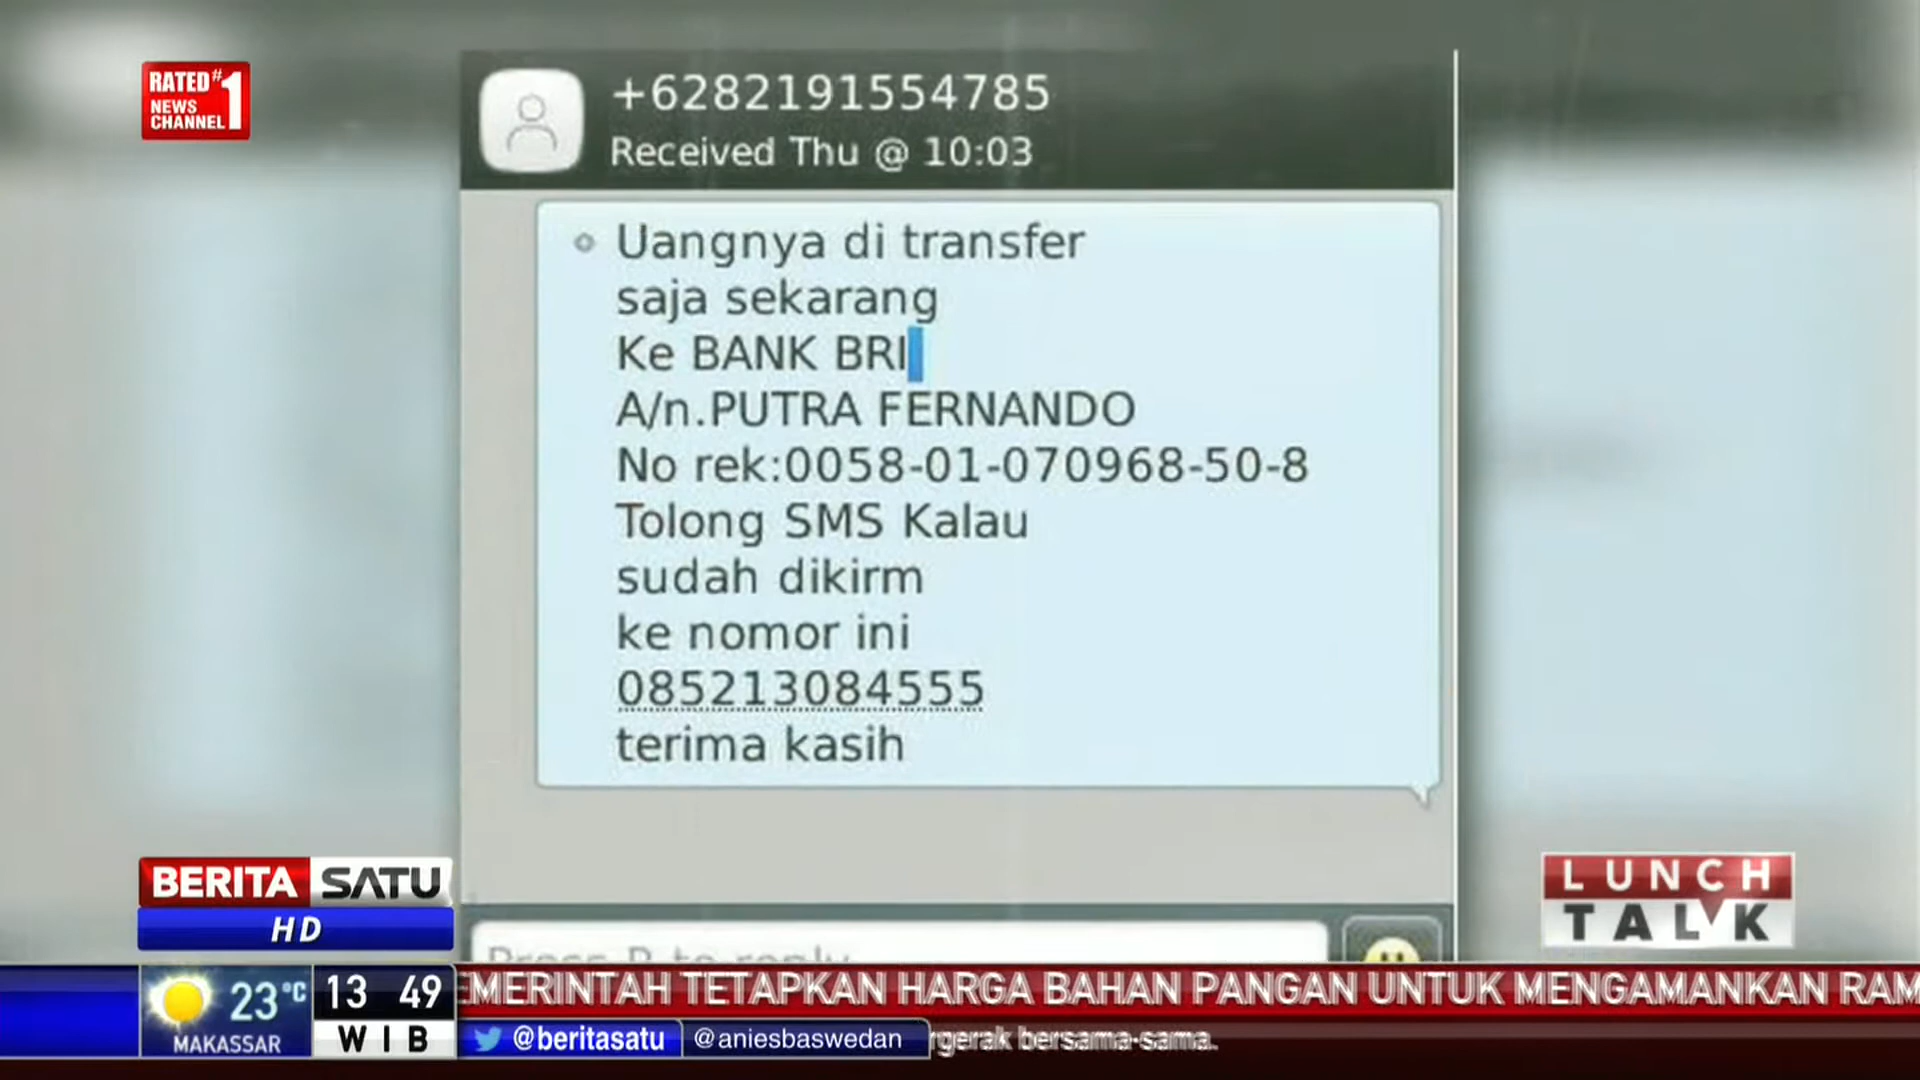 RATED #1
NEWS
CHANNEL
+6282191554785
Received Thu @ 10:03
Uangnya di transfer
saja sekarang
Ke BANK BRI
A/n.PUTRA FERNANDO
No rek:0058-01-070968-50-8
Tolong SMS Kalau
sudah dikirm
ke nomor ini
085213084555
terima kasih
Press R to reply
BERITA SATU
HD
LUNCH
TALK
23°C
MAKASSAR
13 49
WIB
EMERINTAH TETAPKAN HARGA BAHAN PANGAN UNTUK MENGAMANKAN RAM
@beritasatu
@aniesbaswedan
rgerak bersama-sama.